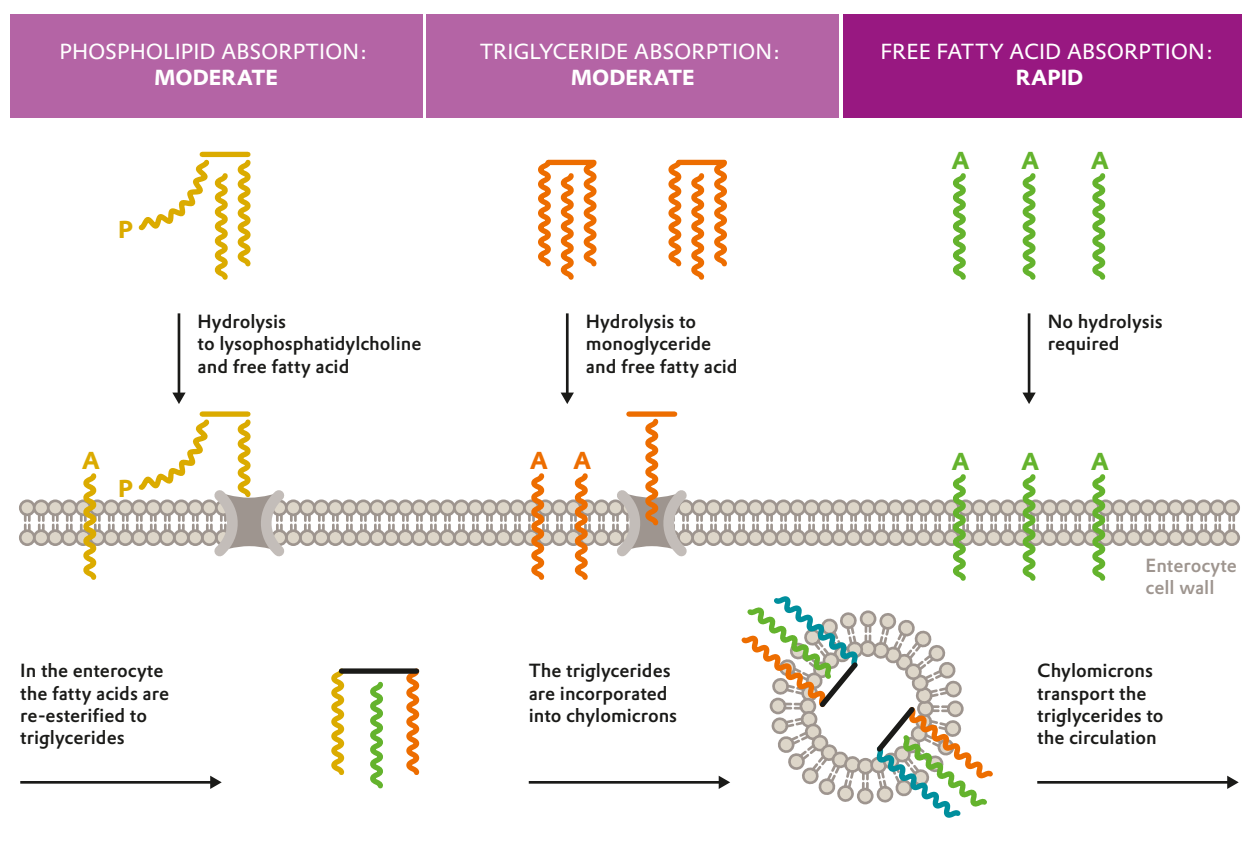 PHOSPHOLIPID ABSORPTION:
MODERATE
TRIGLYCERIDE ABSORPTION:
MODERATE
FREE FATTY ACID ABSORPTION:
RAPID
P
A
A
A
Hydrolysis
to lysophosphatidylcholine
and free fatty acid
Hydrolysis to
monoglyceride
and free fatty acid
No hydrolysis
required
A
P
A
A
A
A
A
Enterocyte
cell wall
In the enterocyte
the fatty acids are
re-esterified to
triglycerides
The triglycerides
are incorporated
into chylomicrons
Chylomicrons
transport the
triglycerides to
the circulation